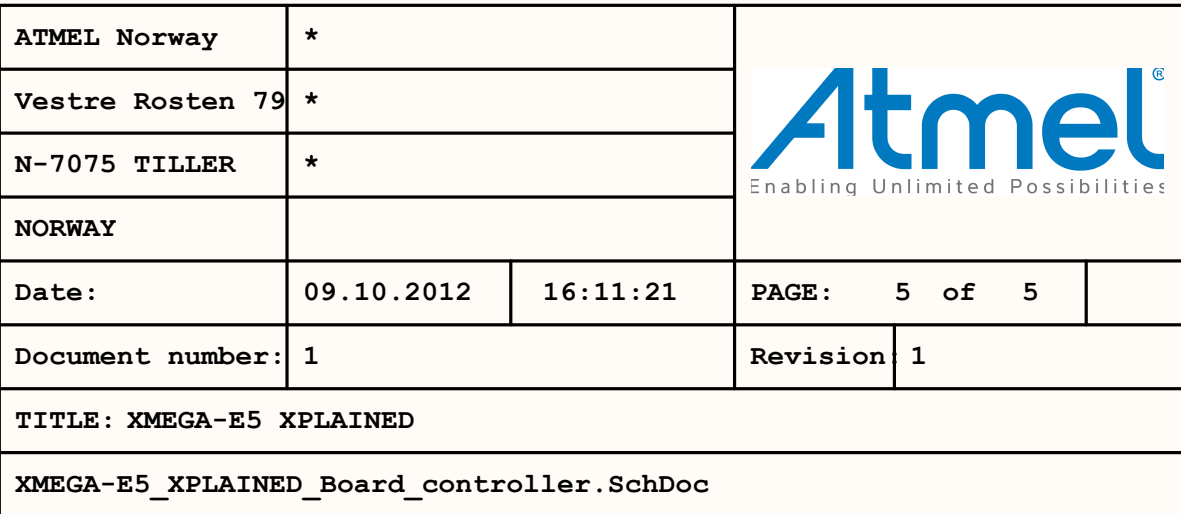 ATMEL Norway *
Vestre Rosten 79 *
N-7075 TILLER *
NORWAY
Atmel®
Enabling Unlimited Possibilities
Date: 09.10.2012 16:11:21 PAGE: 5 of 5
Document number: 1 Revision: 1
TITLE: XMEGA-E5 XPLAINED
XMEGA-E5_XPLAINED_Board_controller.SchDoc